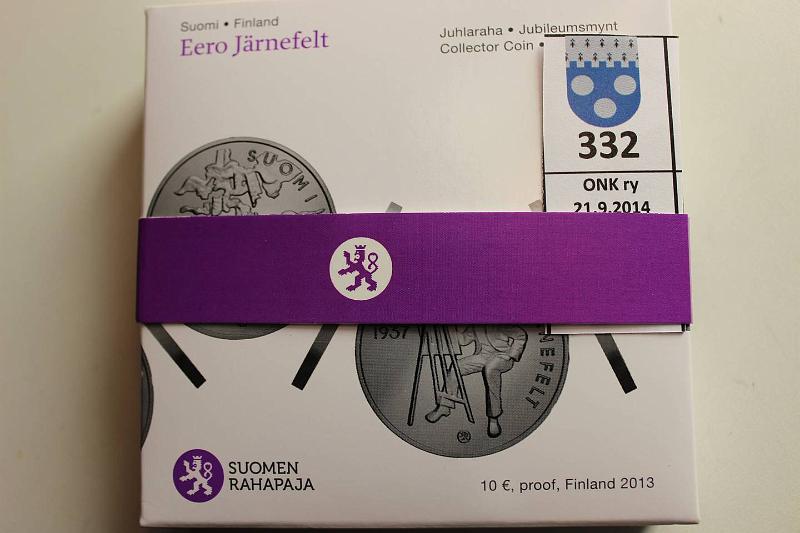 Suomi • Finland
Eero Järnefelt
Juhlaraha • Jubileumsmynt
Collector Coin •
332
ONK ry
21.9.2014
SUOMI
1937
NEFELT
SUOMEN
RAHAPAJA
10 €, proof, Finland 2013